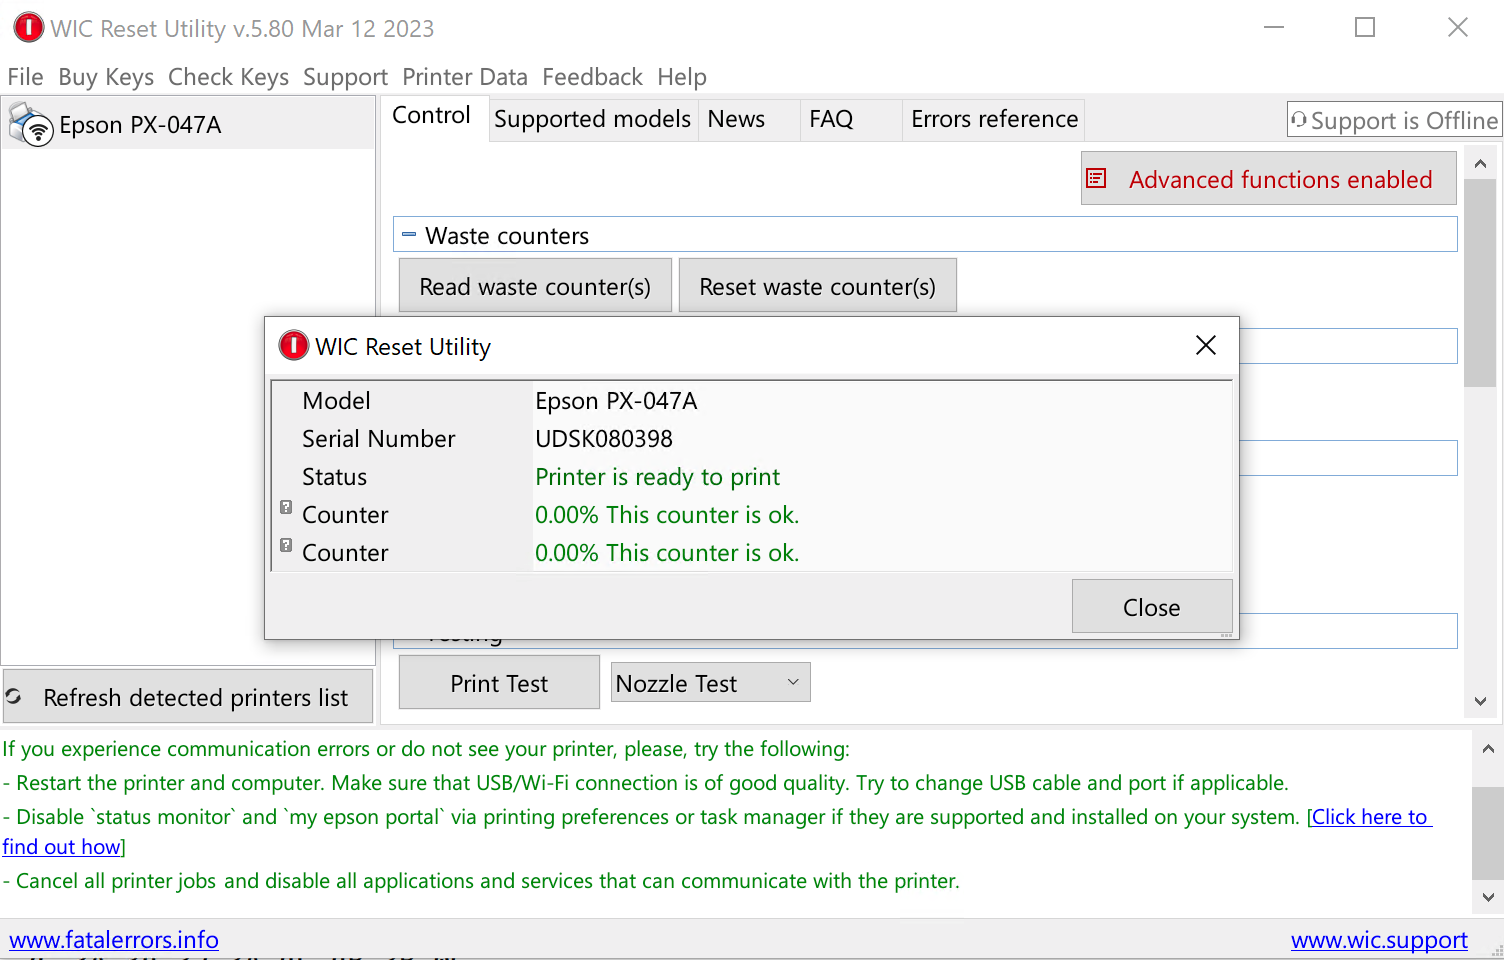 WIC Reset Utility v.5.80 Mar 12 2023
File Buy Keys Check Keys Support Printer Data Feedback Help
Epson PX-047A
Control Supported models News FAQ Errors reference
Support is Offline
Advanced functions enabled
Waste counters
Read waste counter(s) Reset waste counter(s)
WIC Reset Utility
Model Epson PX-047A
Serial Number UDSK080398
Status Printer is ready to print
Counter 0.00% This counter is ok.
Counter 0.00% This counter is ok.
Close
Testing
Print Test Nozzle Test
Refresh detected printers list
If you experience communication errors or do not see your printer, please, try the following:
- Restart the printer and computer. Make sure that USB/Wi-Fi connection is of good quality. Try to change USB cable and port if applicable.
- Disable `status monitor` and `my epson portal` via printing preferences or task manager if they are supported and installed on your system. [Click here to
find out how]
- Cancel all printer jobs and disable all applications and services that can communicate with the printer.
www.fatalerrors.info www.wic.support